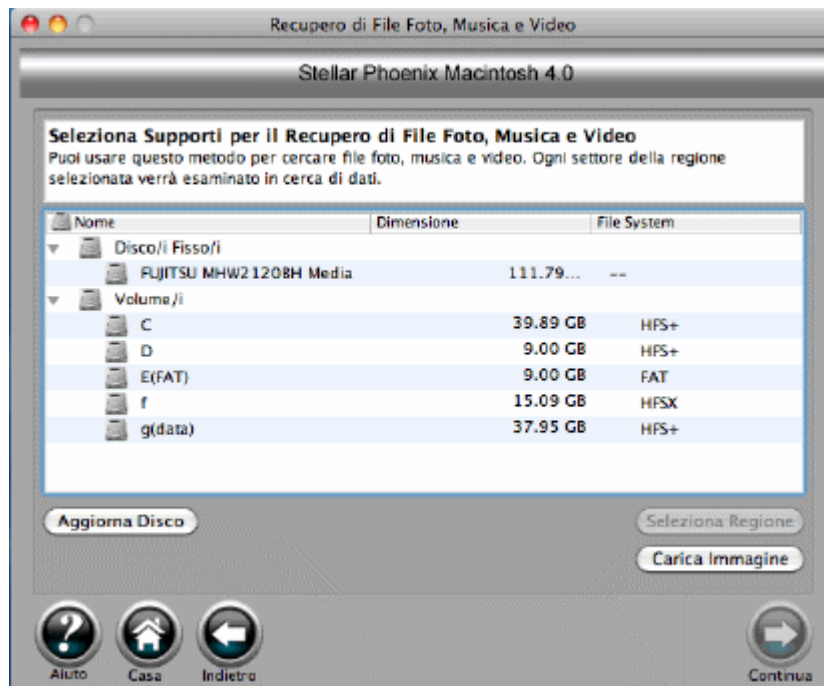 Recupero di File Foto, Musica e Video
Stellar Phoenix Macintosh 4.0
Seleziona Supporti per il Recupero di File Foto, Musica e Video
Puoi usare questo metodo per cercare file foto, musica e video. Ogni settore della regione
selezionata verrà esaminato in cerca di dati.
Nome Dimensione File System
Disco/i Fisso/i
FUJITSU MHW2120BH Media 111.79... --
Volume/i
C 39.89 GB HFS+
D 9.00 GB HFS+
E(FAT) 9.00 GB FAT
f 15.09 GB HFSX
g(data) 37.95 GB HFS+
Aggiorna Disco Seleziona Regione
Carica Immagine
Aiuto Casa Indietro Continua